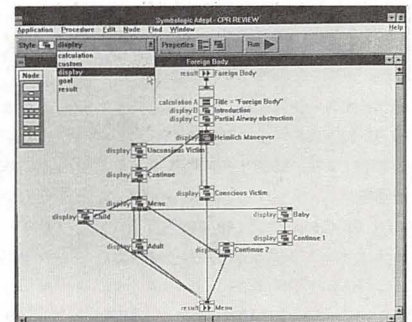 Symbologic Adept - CPR REVIEW
Application Procedure Edit Node Find Window Help
Style display Properties Run
calculation
custom
display
goal
result
Foreign Body
Node
result Foreign Body
calculation A Title = "Foreign Body"
display B Introduction
display C Partial Airway obstruction
display Heimlich Maneuver
display Unconsious Victim
display Continue
display Conscious Victim
display Menu
display Child
display Baby
display Adult
display Continue 1
display Continue 2
result Menu